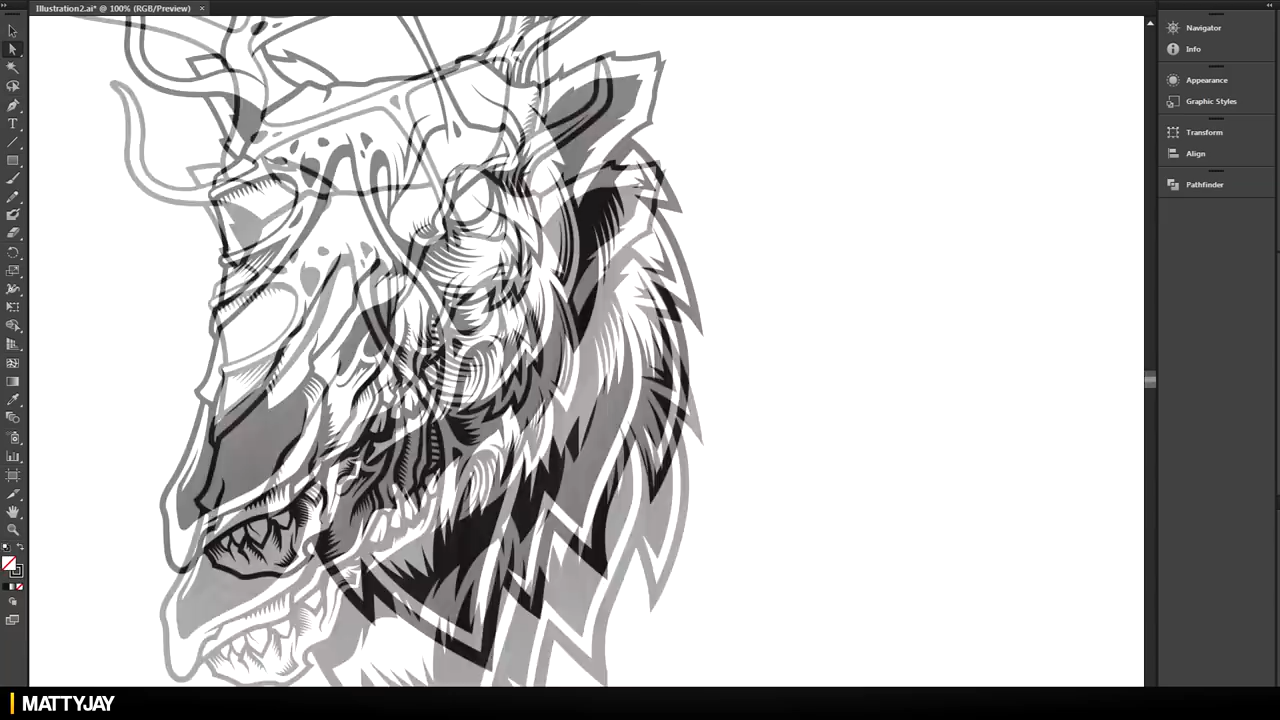 Illustration2.ai* @ 100% (RGB/Preview) ×
Navigator
Info
Appearance
Graphic Styles
Transform
Align
Pathfinder
T
MATTYJAY